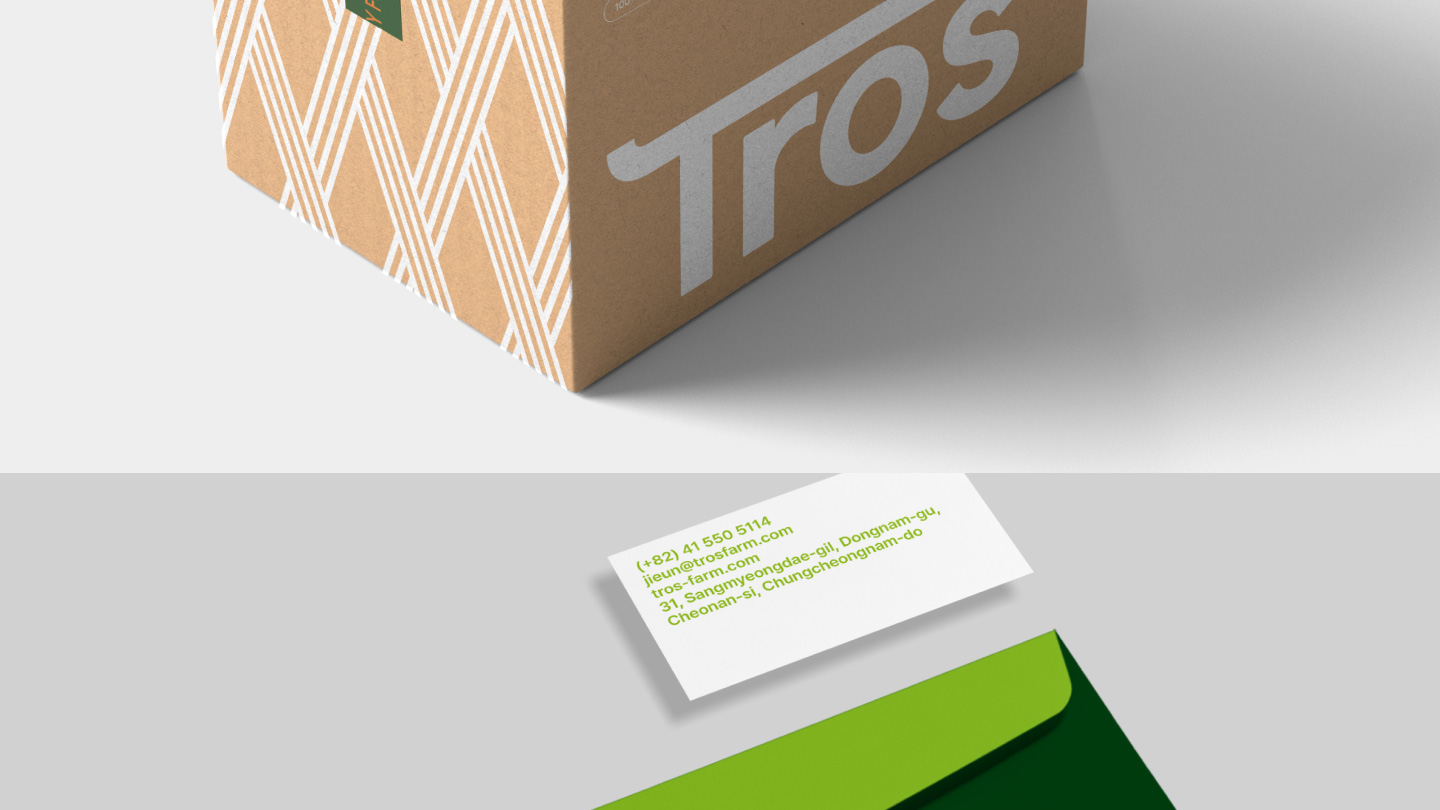 100
Tros
(+82) 41 550 5114
jieun@trosfarm.com
tros-farm.com
31, Sangmyeongdae-gil, Dongnam-gu,
Cheonan-si, Chungcheongnam-do